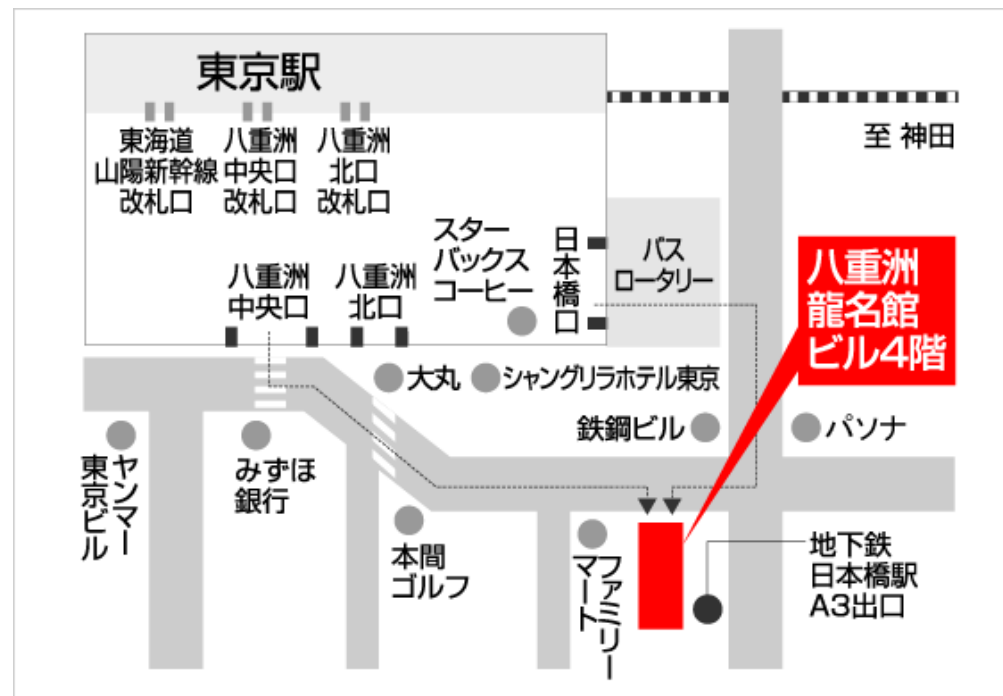 東京駅
東海道
山陽新幹線
改札口
八重洲
中央口
改札口
八重洲
北口
改札口
至 神田
八重洲
中央口
八重洲
北口
スター
バックス
コーヒー
日本橋口
バス
ロータリー
八重洲
龍名館
ビル4階
大丸
シャングリラホテル東京
鉄鋼ビル
パソナ
ヤンマー
東京ビル
みずほ
銀行
本間
ゴルフ
ファミリー
マート
地下鉄
日本橋駅
A3出口